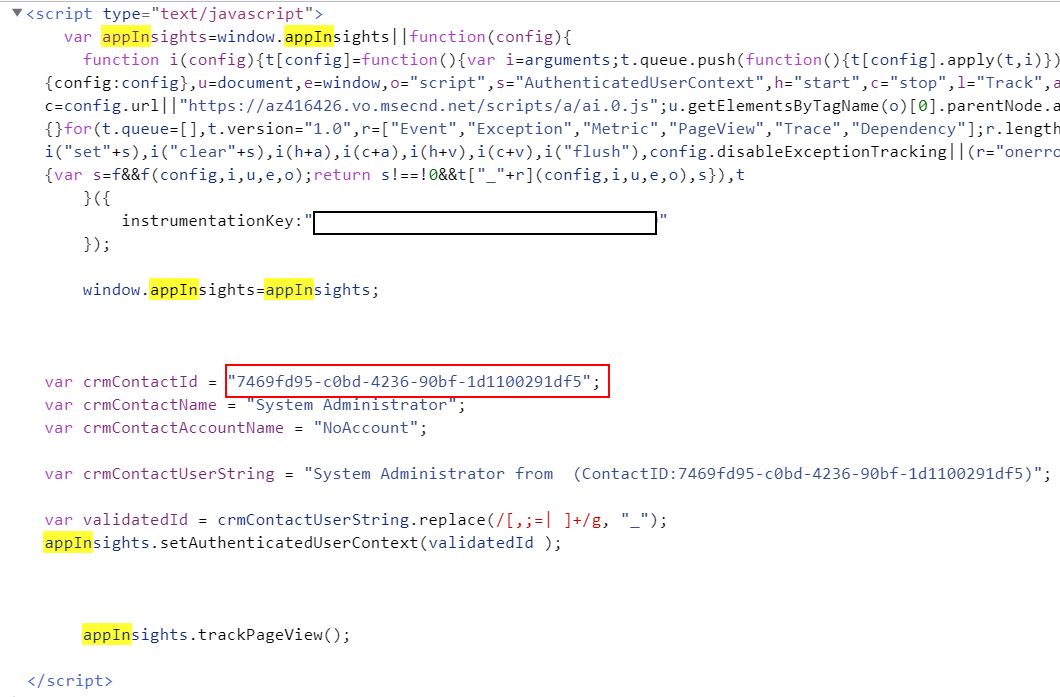 <script type="text/javascript">
var appInsights=window.appInsights||function(config){
function i(config){t[config]=function(){var i=arguments;t.queue.push(function(){t[config].apply(t,i)})
{config:config},u=document,e=window,o="script",s="AuthenticatedUserContext",h="start",c="stop",l="Track",a
c=config.url||"https://az416426.vo.msecnd.net/scripts/a/ai.0.js";u.getElementsByTagName(o)[0].parentNode.a
{}for(t.queue=[],t.version="1.0",r=["Event","Exception","Metric","PageView","Trace","Dependency"];r.length
i("set"+s),i("clear"+s),i(h+a),i(c+a),i(h+v),i(c+v),i("flush"),config.disableExceptionTracking||(r="onerro
{var s=f&&f(config,i,u,e,o);return s!==!0&&t["_"+r](config,i,u,e,o),s}),t
}({
instrumentationKey:" "
});
window.appInsights=appInsights;
var crmContactId = "7469fd95-c0bd-4236-90bf-1d1100291df5";
var crmContactName = "System Administrator";
var crmContactAccountName = "NoAccount";
var crmContactUserString = "System Administrator from  (ContactID:7469fd95-c0bd-4236-90bf-1d1100291df5)";
var validatedId = crmContactUserString.replace(/[,;=| ]+/g, "_");
appInsights.setAuthenticatedUserContext(validatedId );
appInsights.trackPageView();
</script>